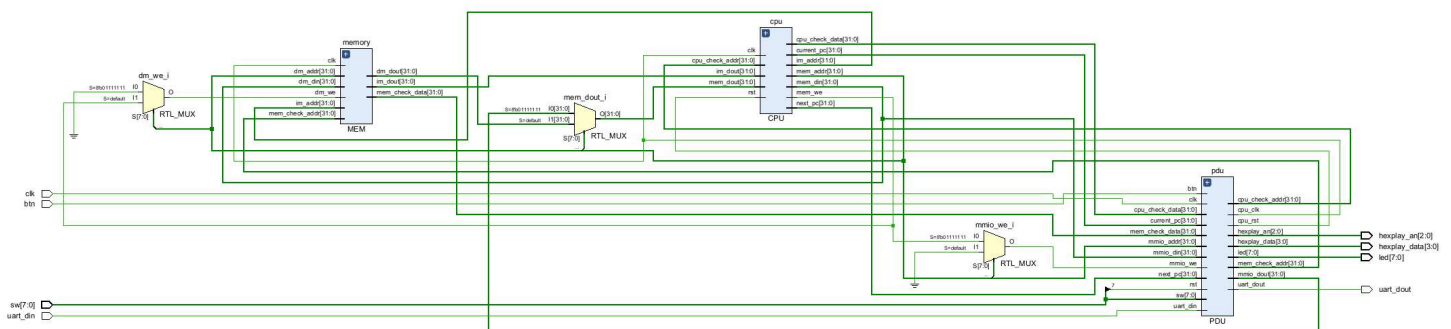 cpu
CPU
clk
cpu_check_addr[31:0]
im_dout[31:0]
mem_dout[31:0]
rst
cpu_check_data[31:0]
current_pc[31:0]
im_addr[31:0]
mem_addr[31:0]
mem_din[31:0]
mem_we
next_pc[31:0]
memory
MEM
clk
dm_addr[31:0]
dm_din[31:0]
dm_we
im_addr[31:0]
mem_check_addr[31:0]
dm_dout[31:0]
im_dout[31:0]
mem_check_data[31:0]
dm_we_i
S=8'b01111111
I0
S=default
I1
O
S[7:0]
RTL_MUX
mem_dout_i
S=8'b01111111
I0[31:0]
S=default
I1[31:0]
O[31:0]
S[7:0]
RTL_MUX
mmio_we_i
S=8'b01111111
I0
S=default
I1
O
S[7:0]
RTL_MUX
pdu
PDU
btn
clk
cpu_check_data[31:0]
current_pc[31:0]
mem_check_data[31:0]
mmio_addr[31:0]
mmio_din[31:0]
mmio_we
next_pc[31:0]
7
rst
sw[7:0]
uart_din
cpu_check_addr[31:0]
cpu_clk
cpu_rst
hexplay_an[2:0]
hexplay_data[3:0]
led[7:0]
mem_check_addr[31:0]
mmio_dout[31:0]
uart_dout
clk
btn
sw[7:0]
uart_din
hexplay_an[2:0]
hexplay_data[3:0]
led[7:0]
uart_dout